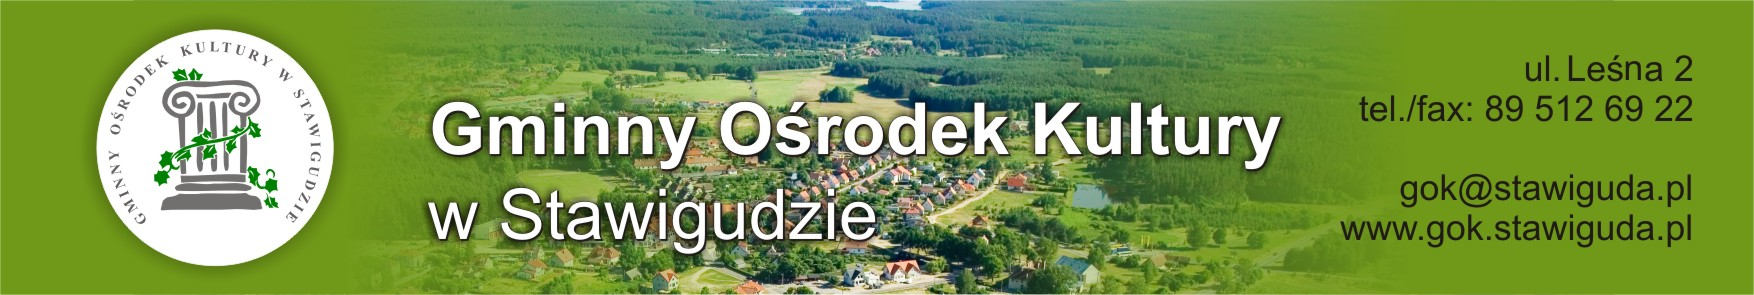 GMINNY OŚRODEK KULTURY W STAWIGUDZIE
Gminny Ośrodek Kultury
w Stawigudzie
ul. Leśna 2
tel./fax: 89 512 69 22
gok@stawiguda.pl
www.gok.stawiguda.pl